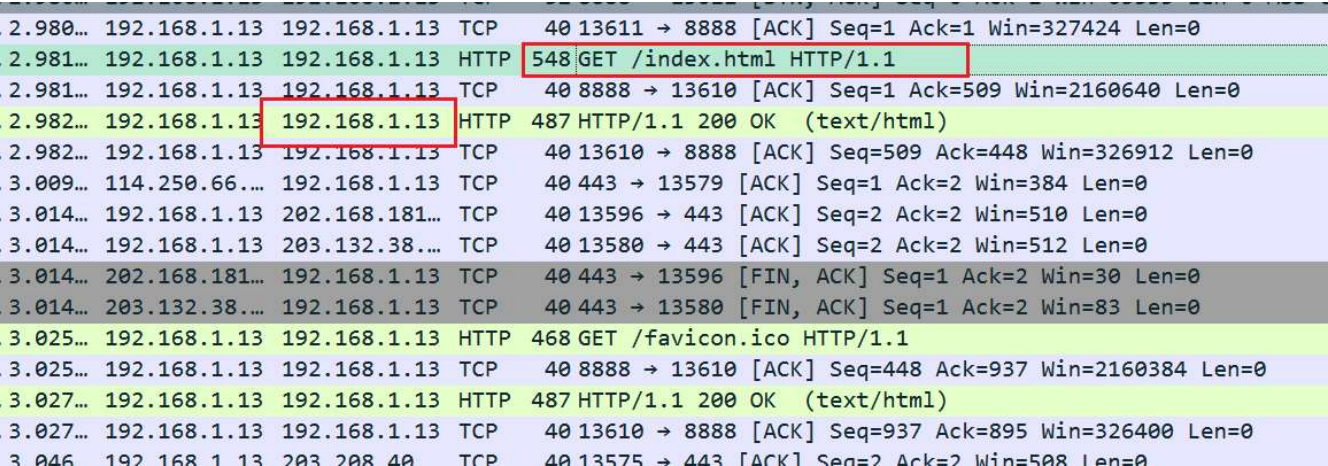 2.980… 192.168.1.13 192.168.1.13 TCP 40 13611 → 8888 [ACK] Seq=1 Ack=1 Win=327424 Len=0
2.981… 192.168.1.13 192.168.1.13 HTTP 548 GET /index.html HTTP/1.1
2.981… 192.168.1.13 192.168.1.13 TCP 40 8888 → 13610 [ACK] Seq=1 Ack=509 Win=2160640 Len=0
2.982… 192.168.1.13 192.168.1.13 HTTP 487 HTTP/1.1 200 OK (text/html)
2.982… 192.168.1.13 192.168.1.13 TCP 40 13610 → 8888 [ACK] Seq=509 Ack=448 Win=326912 Len=0
3.009… 114.250.66.… 192.168.1.13 TCP 40 443 → 13579 [ACK] Seq=1 Ack=2 Win=384 Len=0
3.014… 192.168.1.13 202.168.181… TCP 40 13596 → 443 [ACK] Seq=2 Ack=2 Win=510 Len=0
3.014… 192.168.1.13 203.132.38.… TCP 40 13580 → 443 [ACK] Seq=2 Ack=2 Win=512 Len=0
3.014… 202.168.181… 192.168.1.13 TCP 40 443 → 13596 [FIN, ACK] Seq=1 Ack=2 Win=30 Len=0
3.014… 203.132.38.… 192.168.1.13 TCP 40 443 → 13580 [FIN, ACK] Seq=1 Ack=2 Win=83 Len=0
3.025… 192.168.1.13 192.168.1.13 HTTP 468 GET /favicon.ico HTTP/1.1
3.025… 192.168.1.13 192.168.1.13 TCP 40 8888 → 13610 [ACK] Seq=448 Ack=937 Win=2160384 Len=0
3.027… 192.168.1.13 192.168.1.13 HTTP 487 HTTP/1.1 200 OK (text/html)
3.027… 192.168.1.13 192.168.1.13 TCP 40 13610 → 8888 [ACK] Seq=937 Ack=895 Win=326400 Len=0
3.046… 192.168.1.13 203.208.40.… TCP 40 13575 → 443 [ACK] Seq=2 Ack=2 Win=508 Len=0